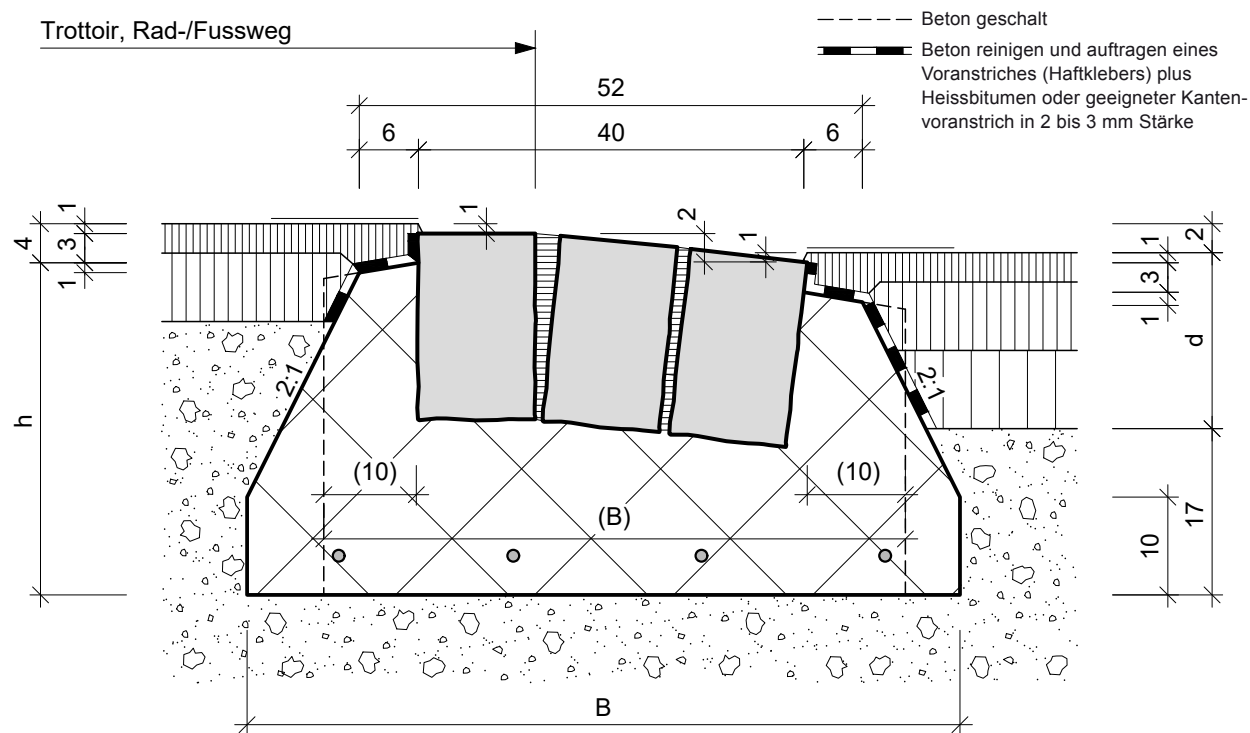 Trottoir, Rad-/Fussweg
Beton geschalt
Beton reinigen und auftragen eines
Voranstriches (Haftklebers) plus
Heissbitumen oder geeigneter Kanten-
voranstrich in 2 bis 3 mm Stärke
52
6 40 6
1
4 3
1
1
2
1
1 2
3
1
d
h
2:1
2:1
(10)
(10)
(B)
10
17
B